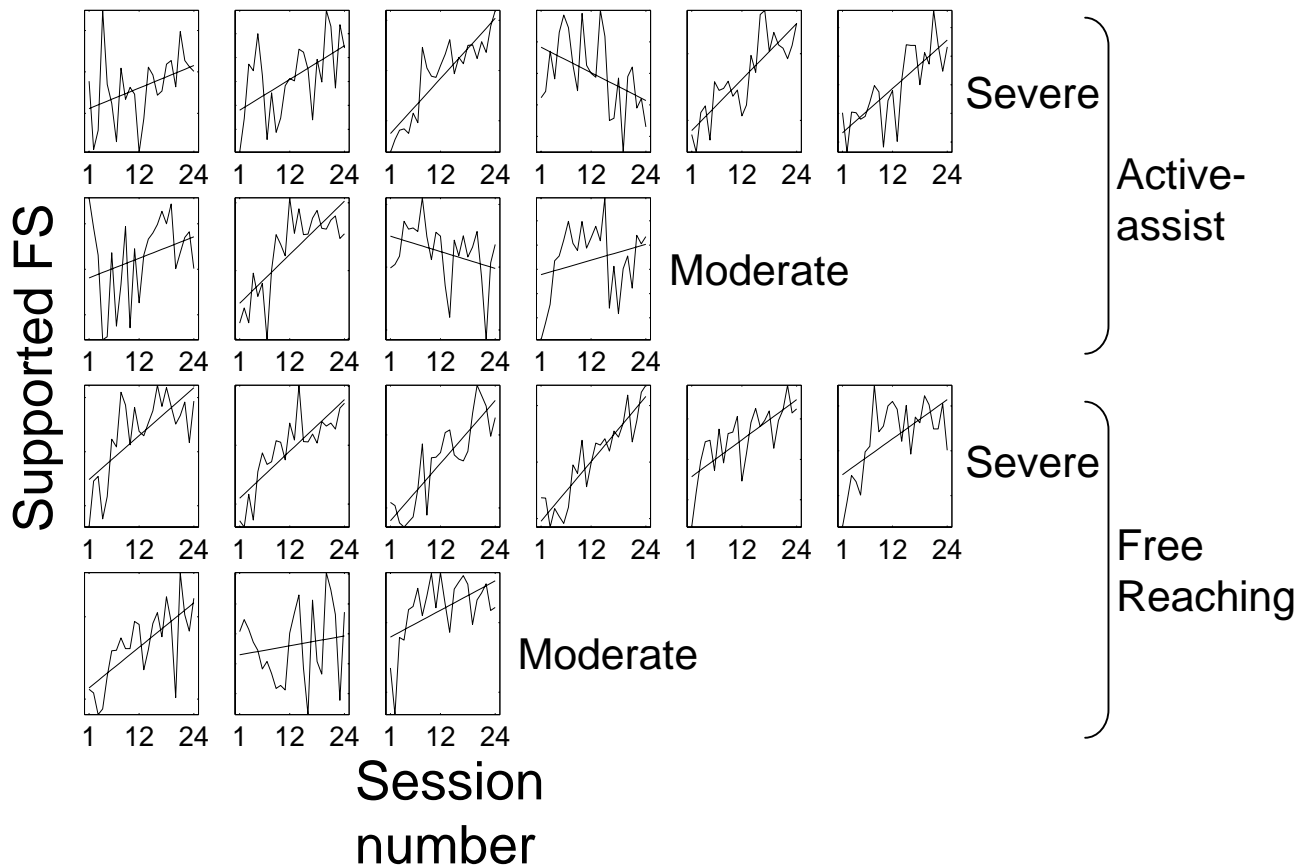 1 12 24 1 12 24 1 12 24 1 12 24 1 12 24 1 12 24
Severe
1 12 24 1 12 24 1 12 24 1 12 24
Moderate
Active-
assist
1 12 24 1 12 24 1 12 24 1 12 24 1 12 24 1 12 24
Severe
1 12 24 1 12 24 1 12 24
Moderate
Free
Reaching
Supported FS
Session
number